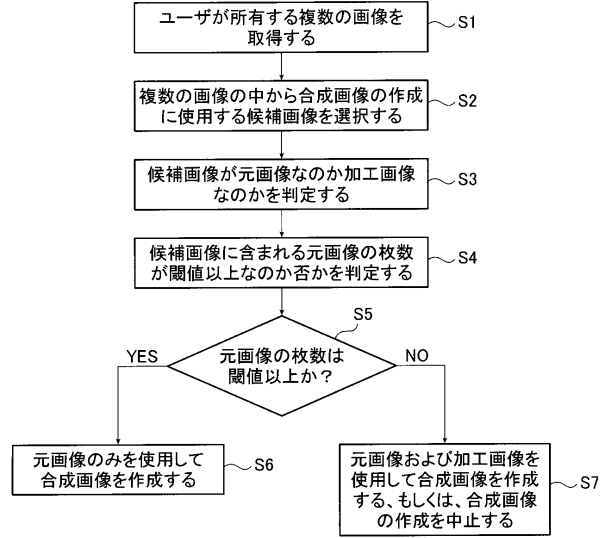 ユーザが所有する複数の画像を
取得する
S1
複数の画像の中から合成画像の作成
に使用する候補画像を選択する
S2
候補画像が元画像なのか加工画像
なのかを判定する
S3
候補画像に含まれる元画像の枚数
が閾値以上なのか否かを判定する
S4
S5
元画像の枚数は
閾値以上か？
YES
NO
元画像のみを使用して
合成画像を作成する
S6
元画像および加工画像を
使用して合成画像を作成
する、もしくは、合成画像
の作成を中止する
S7